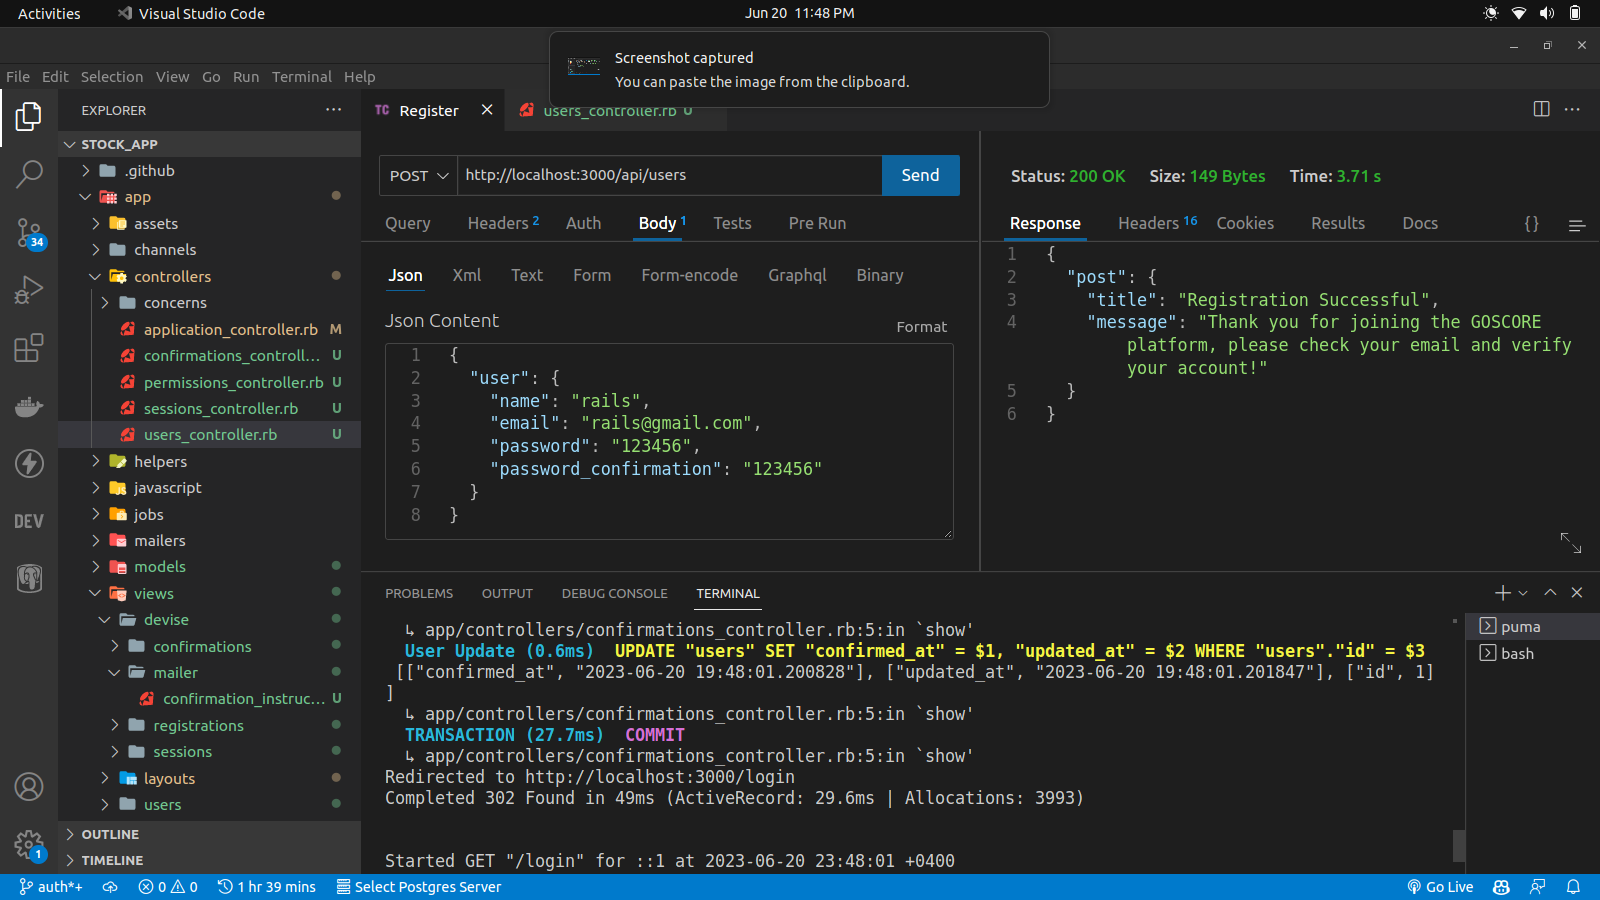 Activities
Visual Studio Code
Jun 20 11:48 PM
Screenshot captured
You can paste the image from the clipboard.
File Edit Selection View Go Run Terminal Help
EXPLORER ···
STOCK_APP
.github
app
assets
channels
controllers
concerns
application_controller.rb M
confirmations_controll... U
permissions_controller.rb U
sessions_controller.rb U
users_controller.rb U
helpers
javascript
jobs
mailers
models
views
devise
confirmations
mailer
confirmation_instruc... U
registrations
sessions
layouts
users
OUTLINE
TIMELINE
34
DEV
1
TC Register
users_controller.rb U
POST
http://localhost:3000/api/users
Send
Query Headers 2 Auth Body 1 Tests Pre Run
Json Xml Text Form Form-encode Graphql Binary
Json Content
Format
1 {
2 "user": {
3 "name": "rails",
4 "email": "rails@gmail.com",
5 "password": "123456",
6 "password_confirmation": "123456"
7 }
8 }
Status: 200 OK Size: 149 Bytes Time: 3.71 s
Response Headers 16 Cookies Results Docs {}
1 {
2 "post": {
3 "title": "Registration Successful",
4 "message": "Thank you for joining the GOSCORE
platform, please check your email and verify
your account!"
5 }
6 }
PROBLEMS OUTPUT DEBUG CONSOLE TERMINAL
↳ app/controllers/confirmations_controller.rb:5:in `show'
User Update (0.6ms) UPDATE "users" SET "confirmed_at" = $1, "updated_at" = $2 WHERE "users"."id" = $3
[["confirmed_at", "2023-06-20 19:48:01.200828"], ["updated_at", "2023-06-20 19:48:01.201847"], ["id", 1]
]
↳ app/controllers/confirmations_controller.rb:5:in `show'
TRANSACTION (27.7ms) COMMIT
↳ app/controllers/confirmations_controller.rb:5:in `show'
Redirected to http://localhost:3000/login
Completed 302 Found in 49ms (ActiveRecord: 29.6ms | Allocations: 3993)
Started GET "/login" for ::1 at 2023-06-20 23:48:01 +0400
puma
bash
auth*+
0 0
1 hr 39 mins
Select Postgres Server
Go Live